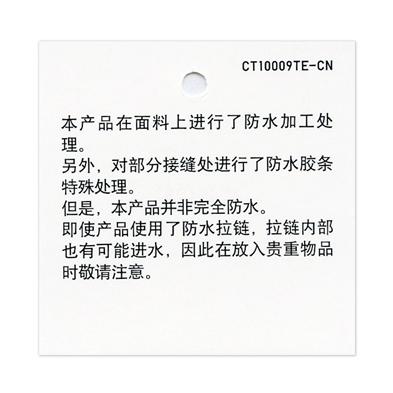 CT10009TE-CN
本产品在面料上进行了防水加工处
理。
另外，对部分接缝处进行了防水胶条
特殊处理。
但是，本产品并非完全防水。
即使产品使用了防水拉链，拉链内部
也有可能进水，因此在放入贵重物品
时敬请注意。